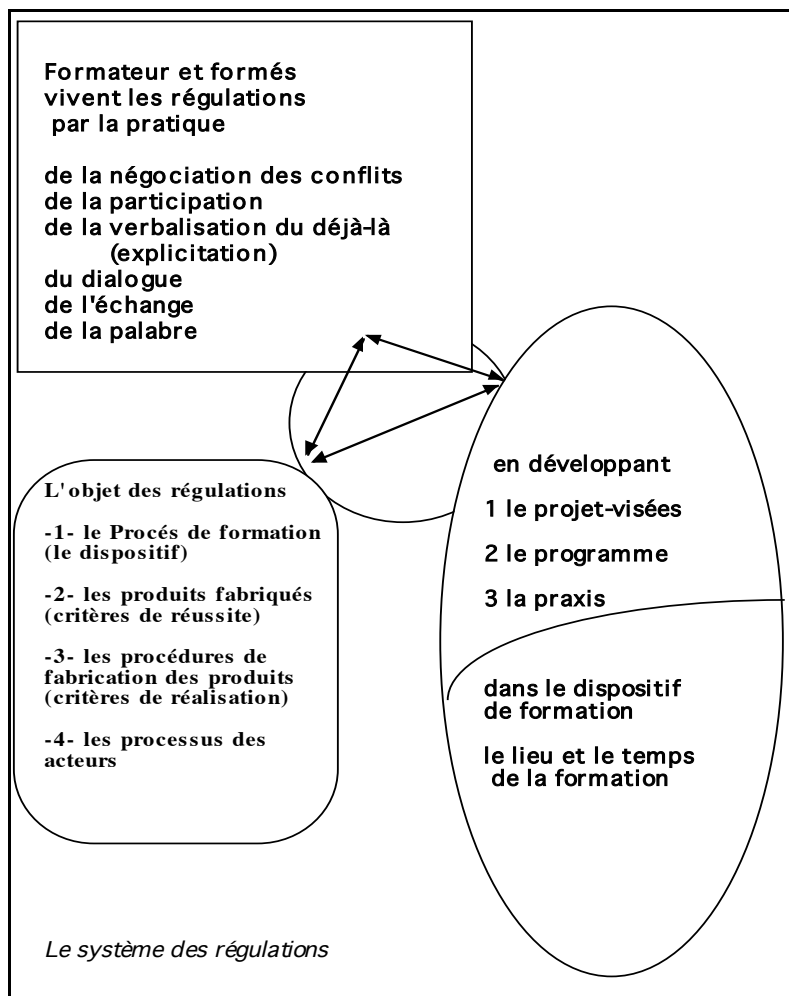 Formateur et formés
vivent les régulations
par la pratique
de la négociation des conflits
de la participation
de la verbalisation du déjà-là
(explicitation)
du dialogue
de l'échange
de la palabre
L'objet des régulations
-1- le Procés de formation
(le dispositif)
-2- les produits fabriqués
(critères de réussite)
-3- les procédures de
fabrication des produits
(critères de réalisation)
-4- les processus des
acteurs
en développant
1 le projet-visées
2 le programme
3 la praxis
dans le dispositif
de formation
le lieu et le temps
de la formation
Le système des régulations